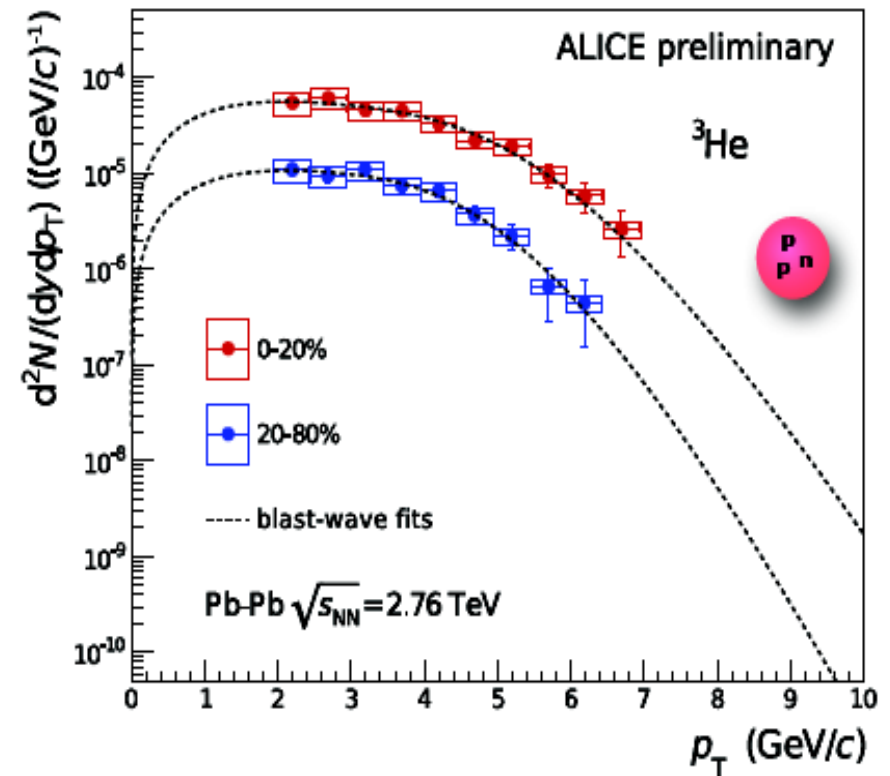 ALICE preliminary
³He
p
p n
d²N/(dydp_T) ((GeV/c)⁻¹)
10⁻⁴
10⁻⁵
10⁻⁶
10⁻⁷
10⁻⁸
10⁻⁹
10⁻¹⁰
0-20%
20-80%
blast-wave fits
Pb-Pb √s_NN=2.76 TeV
0 1 2 3 4 5 6 7 8 9 10
p_T (GeV/c)